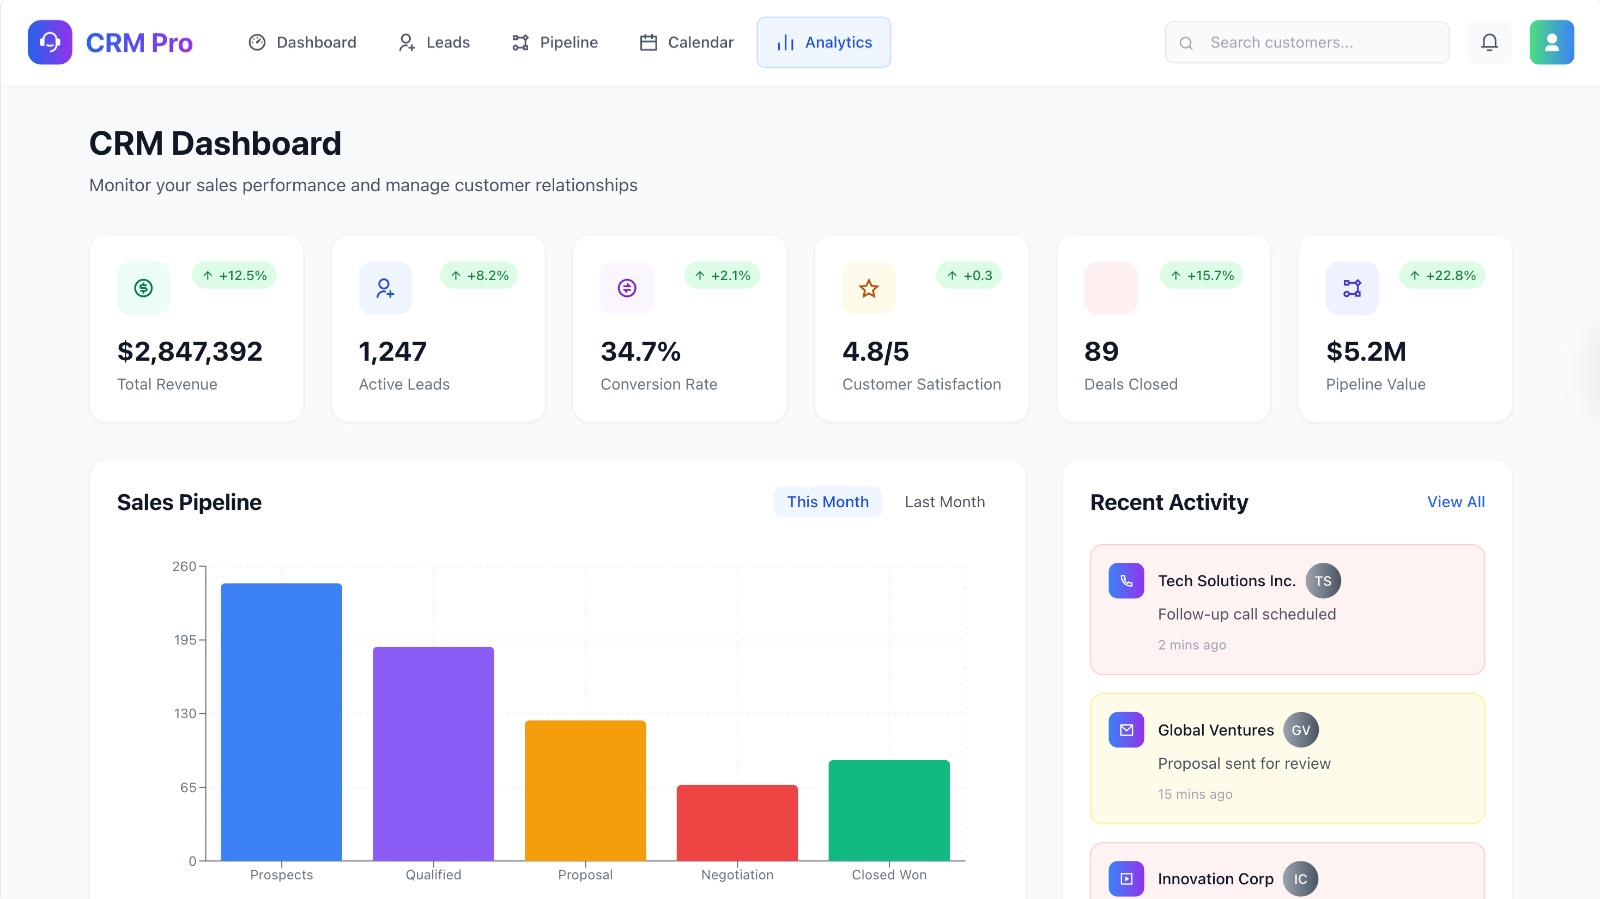 CRM Pro
Dashboard
Leads
Pipeline
Calendar
Analytics
Search customers...
CRM Dashboard
Monitor your sales performance and manage customer relationships
+12.5%
$2,847,392
Total Revenue
+8.2%
1,247
Active Leads
+2.1%
34.7%
Conversion Rate
+0.3
4.8/5
Customer Satisfaction
+15.7%
89
Deals Closed
+22.8%
$5.2M
Pipeline Value
Sales Pipeline
This Month
Last Month
260
195
130
65
0
Prospects
Qualified
Proposal
Negotiation
Closed Won
Recent Activity
View All
Tech Solutions Inc.
TS
Follow-up call scheduled
2 mins ago
Global Ventures
GV
Proposal sent for review
15 mins ago
Innovation Corp
IC